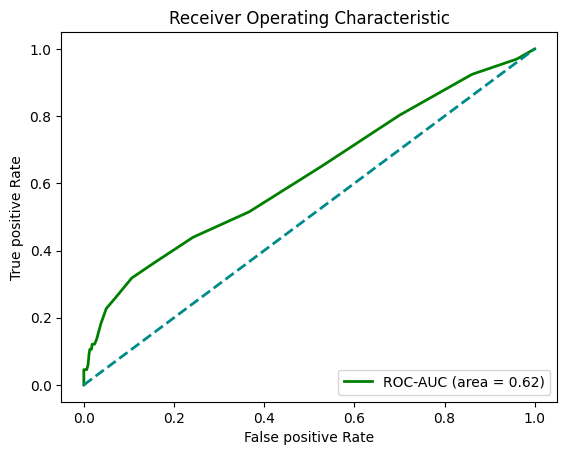 Receiver Operating Characteristic
True positive Rate
1.0
0.8
0.6
0.4
0.2
0.0
ROC-AUC (area = 0.62)
0.0 0.2 0.4 0.6 0.8 1.0
False positive Rate